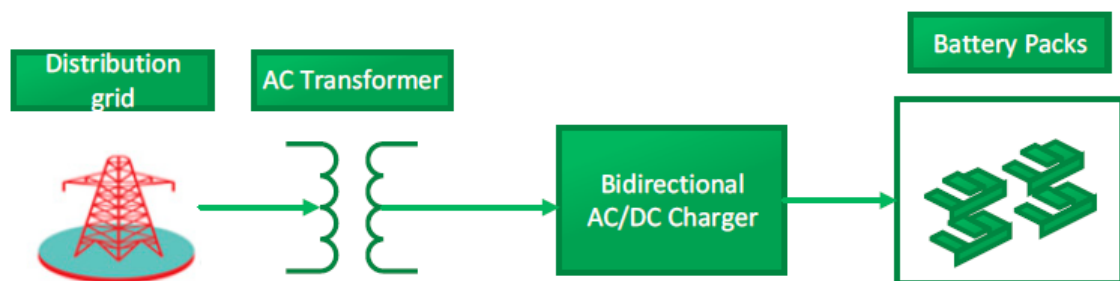 Distribution
grid
AC Transformer
Bidirectional
AC/DC Charger
Battery Packs